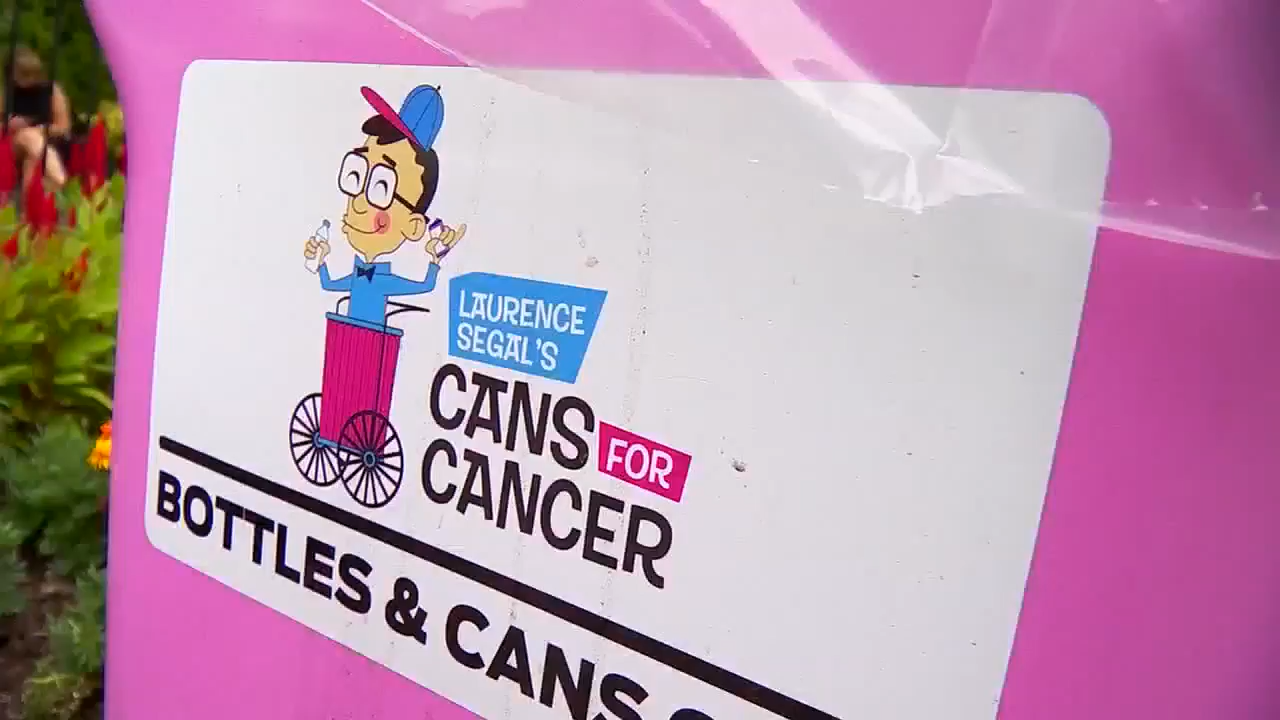 LAURENCE
SEGAL'S
CANS FOR
CANCER
BOTTLES & CANS